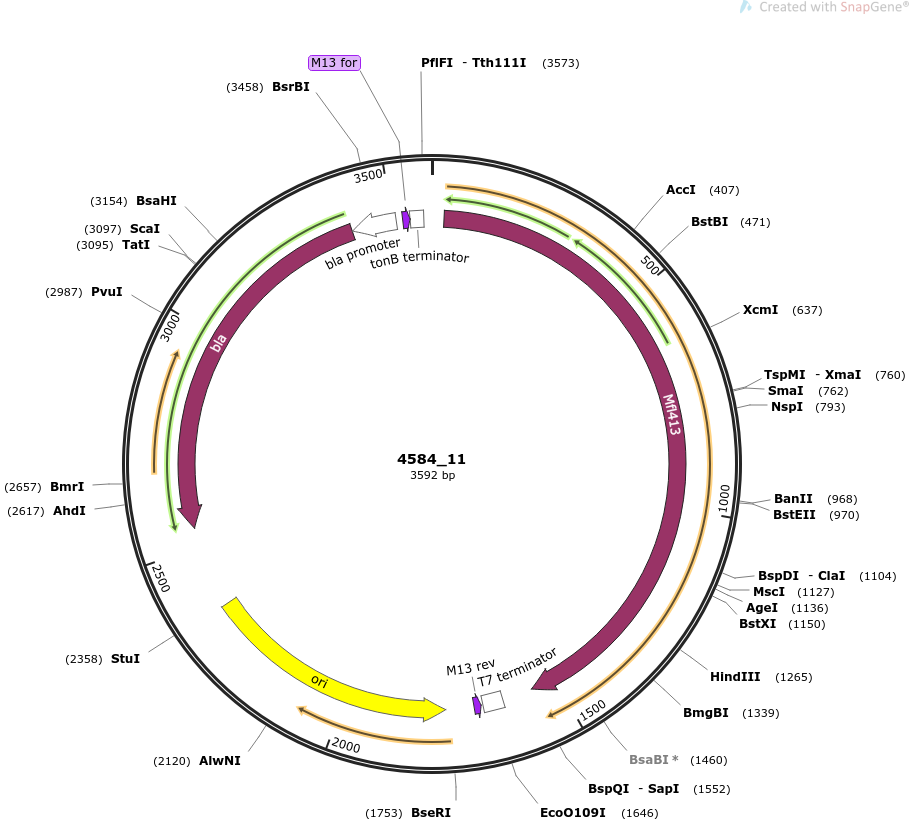 Created with SnapGene®
M13 for
PflFI - Tth111I (3573)
(3458) BsrBI
3500
(3154) BsaHI
AccI (407)
(3097) ScaI
BstBI (471)
(3095) TatI
bla promoter
tonB terminator
500
(2987) PvuI
3000
XcmI (637)
bla
TspMI - XmaI (760)
SmaI (762)
NspI (793)
Mfl413
4584_11
3592 bp
(2657) BmrI
(2617) AhdI
1000
BanII (968)
BstEII (970)
2500
BspDI - ClaI (1104)
MscI (1127)
AgeI (1136)
BstXI (1150)
(2358) StuI
M13 rev
T7 terminator
HindIII (1265)
ori
BmgBI (1339)
1500
2000
(2120) AlwNI
BsaBI * (1460)
BspQI - SapI (1552)
(1753) BseRI
EcoO109I (1646)